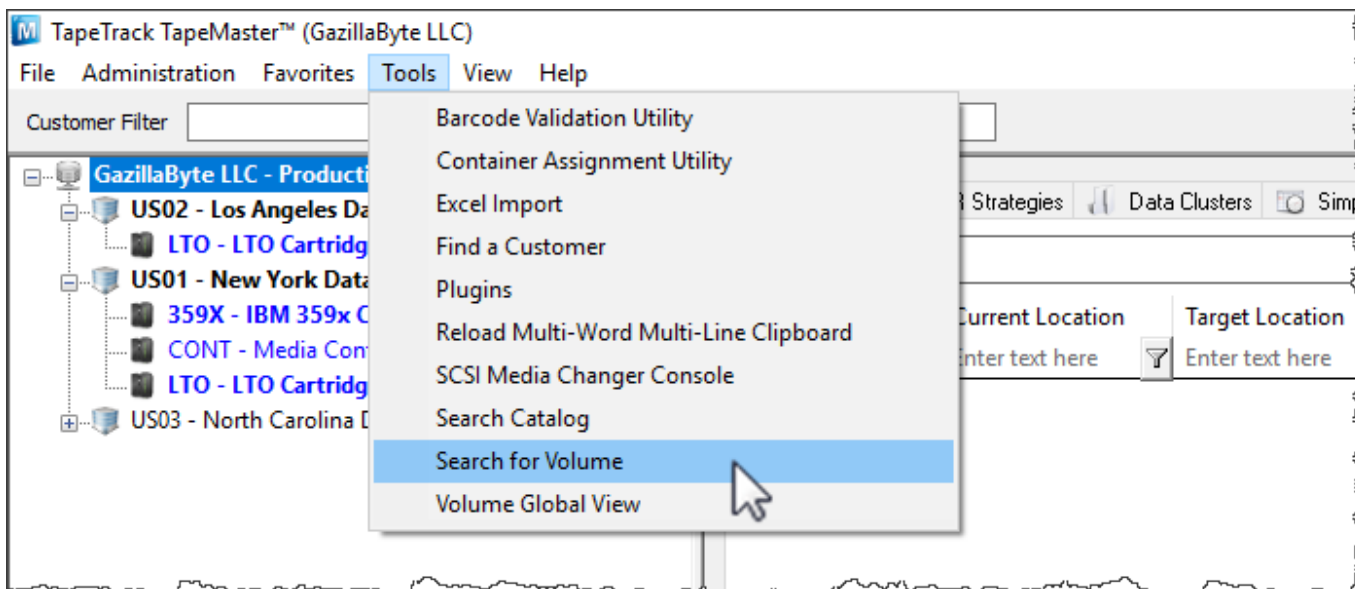 TapeTrack TapeMaster™ (GazillaByte LLC)
File Administration Favorites Tools View Help
Customer Filter
Barcode Validation Utility
Container Assignment Utility
Excel Import
Find a Customer
Plugins
Reload Multi-Word Multi-Line Clipboard
SCSI Media Changer Console
Search Catalog
Search for Volume
Volume Global View
GazillaByte LLC - Producti
US02 - Los Angeles Da
LTO - LTO Cartridg
US01 - New York Data
359X - IBM 359x C
CONT - Media Con
LTO - LTO Cartridg
US03 - North Carolina D
Strategies Data Clusters Simp
Current Location Target Location
Enter text here Enter text here